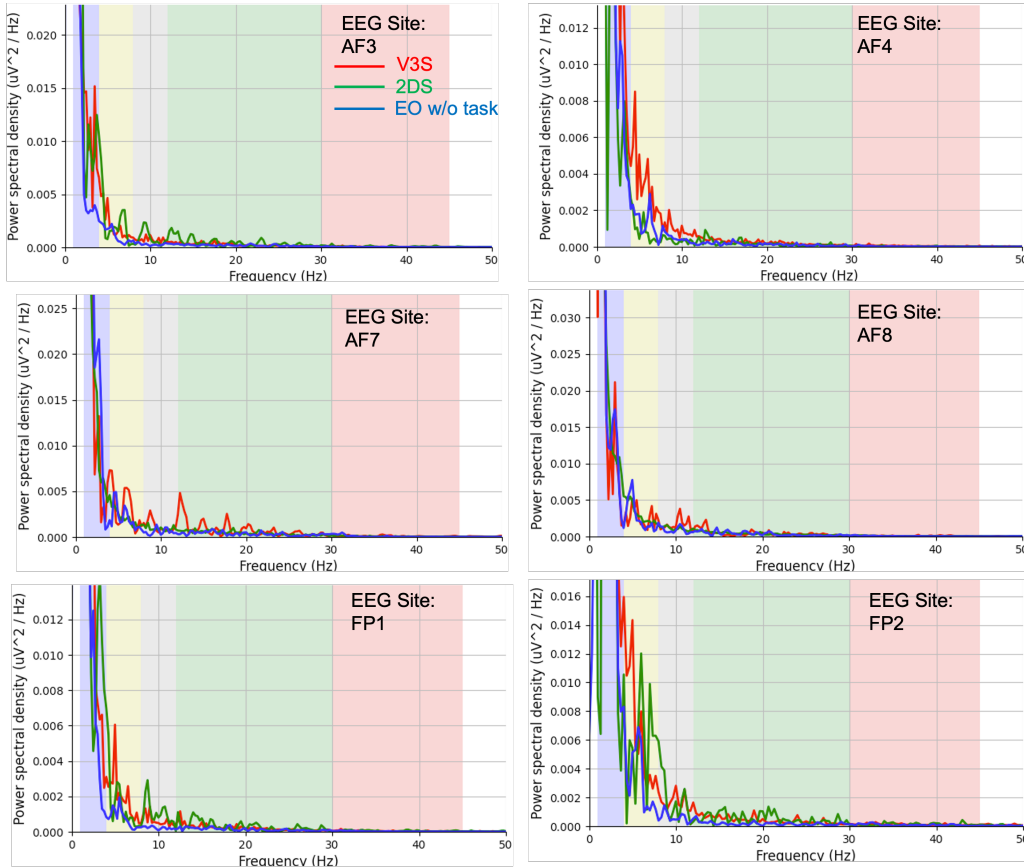 Power spectral density (uV^2 / Hz)
0.020
0.015
0.010
0.005
0.000
EEG Site:
AF3
V3S
2DS
EO w/o task
0 10 20 30 40 50
Frequency (Hz)
Power spectral density (uV^2 / Hz)
0.012
0.010
0.008
0.006
0.004
0.002
0.000
EEG Site:
AF4
0 10 20 30 40 50
Frequency (Hz)
Power spectral density (uV^2 / Hz)
0.025
0.020
0.015
0.010
0.005
0.000
EEG Site:
AF7
0 10 20 30 40 50
Frequency (Hz)
Power spectral density (uV^2 / Hz)
0.030
0.025
0.020
0.015
0.010
0.005
0.000
EEG Site:
AF8
0 10 20 30 40 50
Frequency (Hz)
Power spectral density (uV^2 / Hz)
0.012
0.010
0.008
0.006
0.004
0.002
0.000
EEG Site:
FP1
0 10 20 30 40 50
Frequency (Hz)
Power spectral density (uV^2 / Hz)
0.016
0.014
0.012
0.010
0.008
0.006
0.004
0.002
0.000
EEG Site:
FP2
0 10 20 30 40 50
Frequency (Hz)